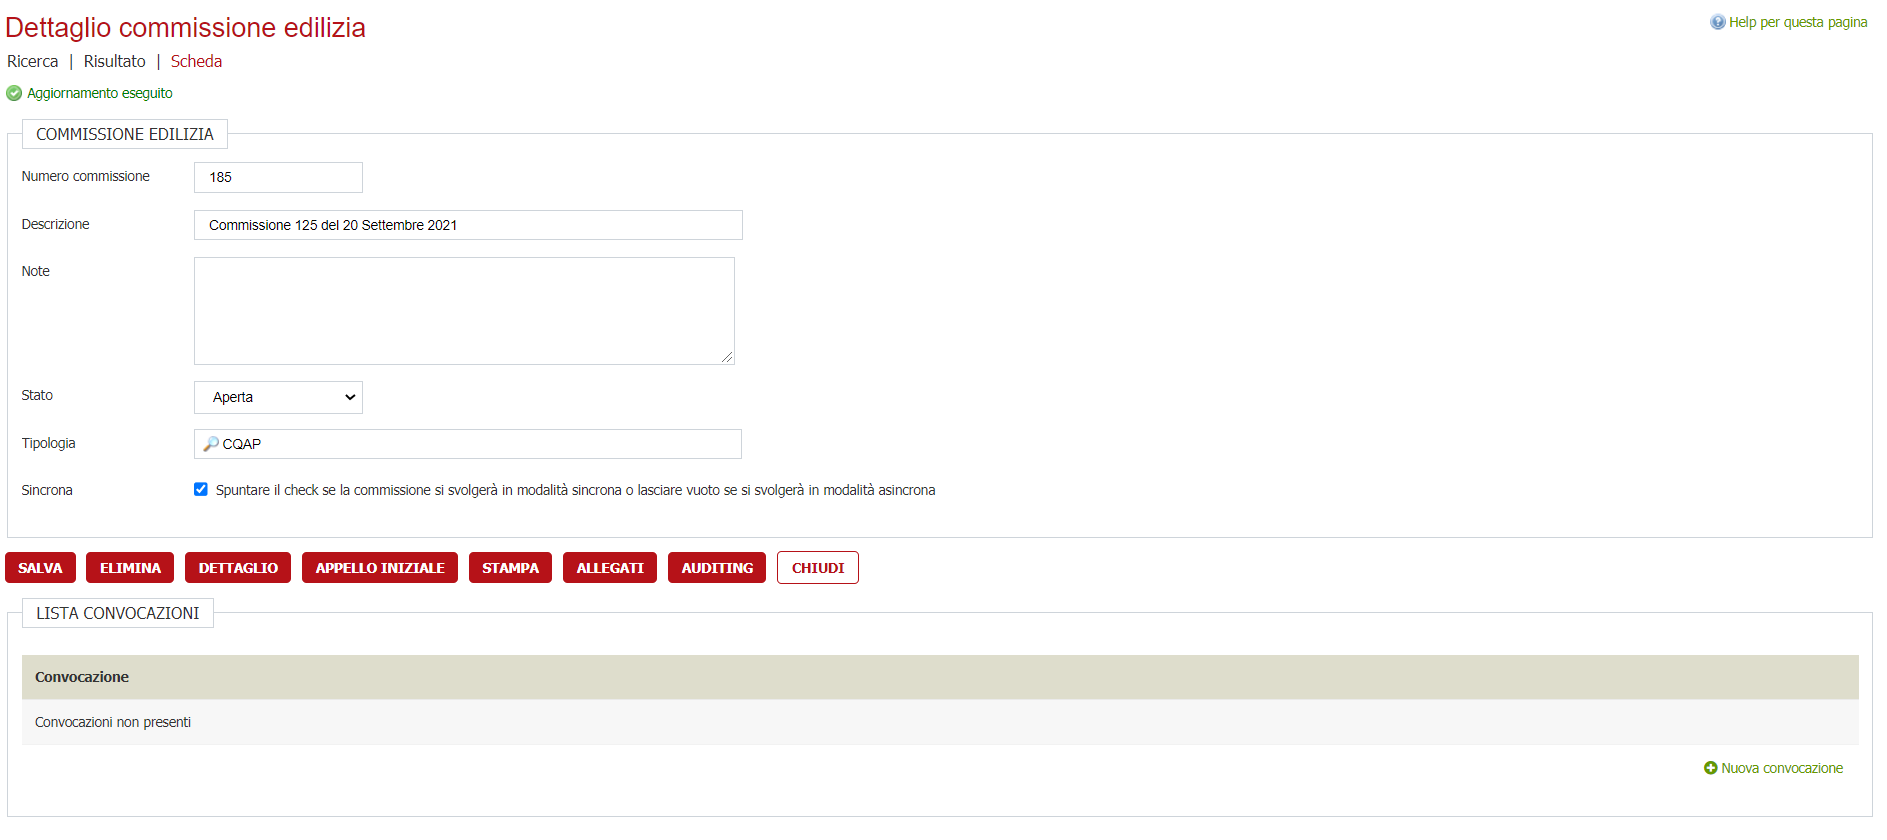 Dettaglio commissione edilizia
Help per questa pagina
Ricerca | Risultato | Scheda
Aggiornamento eseguito
COMMISSIONE EDILIZIA
Numero commissione 185
Descrizione Commissione 125 del 20 Settembre 2021
Note
Stato Aperta
Tipologia CQAP
Sincrona Spuntare il check se la commissione si svolgerà in modalità sincrona o lasciare vuoto se si svolgerà in modalità asincrona
SALVA ELIMINA DETTAGLIO APPELLO INIZIALE STAMPA ALLEGATI AUDITING CHIUDI
LISTA CONVOCAZIONI
Convocazione
Convocazioni non presenti
Nuova convocazione